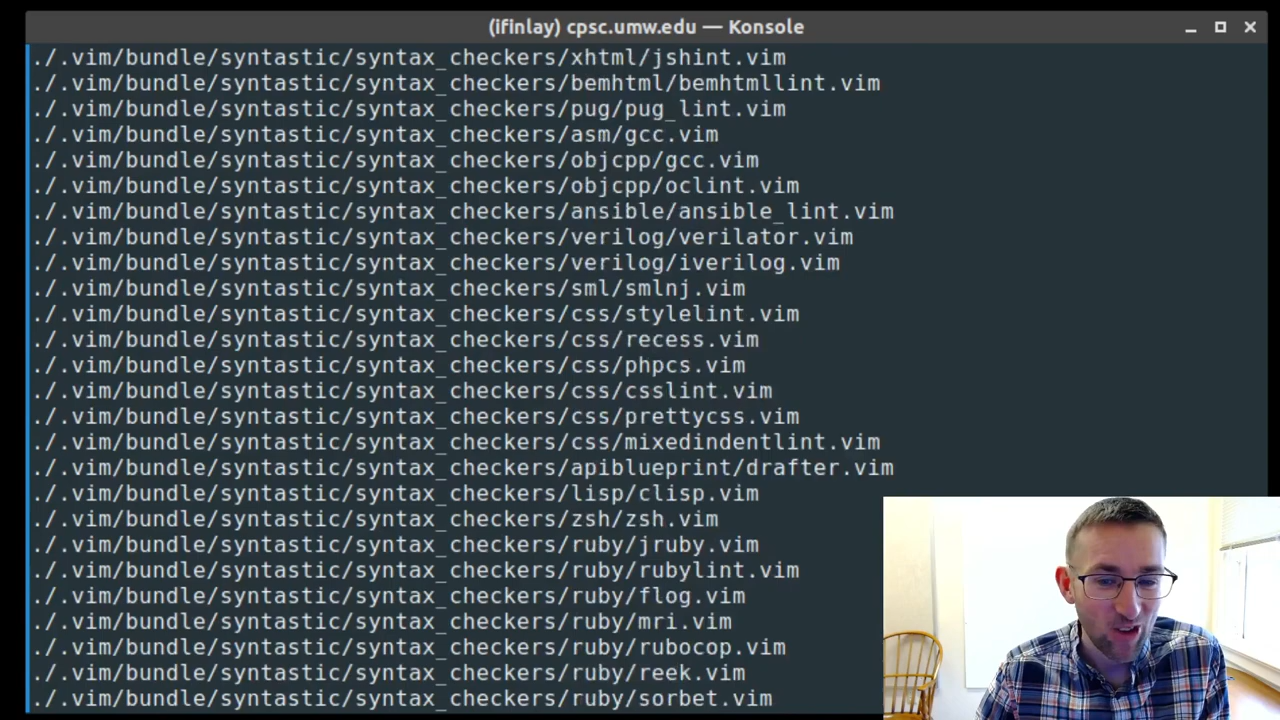 (ifinlay) cpsc.umw.edu — Konsole
././.vim/bundle/syntastic/syntax_checkers/xhtml/jshint.vim
././.vim/bundle/syntastic/syntax_checkers/bemhtml/bemhtmllint.vim
././.vim/bundle/syntastic/syntax_checkers/pug/pug_lint.vim
././.vim/bundle/syntastic/syntax_checkers/asm/gcc.vim
././.vim/bundle/syntastic/syntax_checkers/objcpp/gcc.vim
././.vim/bundle/syntastic/syntax_checkers/objcpp/oclint.vim
././.vim/bundle/syntastic/syntax_checkers/ansible/ansible_lint.vim
././.vim/bundle/syntastic/syntax_checkers/verilog/verilator.vim
././.vim/bundle/syntastic/syntax_checkers/verilog/iverilog.vim
././.vim/bundle/syntastic/syntax_checkers/sml/smlnj.vim
././.vim/bundle/syntastic/syntax_checkers/css/stylelint.vim
././.vim/bundle/syntastic/syntax_checkers/css/recess.vim
././.vim/bundle/syntastic/syntax_checkers/css/phpcs.vim
././.vim/bundle/syntastic/syntax_checkers/css/csslint.vim
././.vim/bundle/syntastic/syntax_checkers/css/prettycss.vim
././.vim/bundle/syntastic/syntax_checkers/css/mixedindentlint.vim
././.vim/bundle/syntastic/syntax_checkers/apiblueprint/drafter.vim
././.vim/bundle/syntastic/syntax_checkers/lisp/clisp.vim
././.vim/bundle/syntastic/syntax_checkers/zsh/zsh.vim
././.vim/bundle/syntastic/syntax_checkers/ruby/jruby.vim
././.vim/bundle/syntastic/syntax_checkers/ruby/rubylint.vim
././.vim/bundle/syntastic/syntax_checkers/ruby/flog.vim
././.vim/bundle/syntastic/syntax_checkers/ruby/mri.vim
././.vim/bundle/syntastic/syntax_checkers/ruby/rubocop.vim
././.vim/bundle/syntastic/syntax_checkers/ruby/reek.vim
././.vim/bundle/syntastic/syntax_checkers/ruby/sorbet.vim